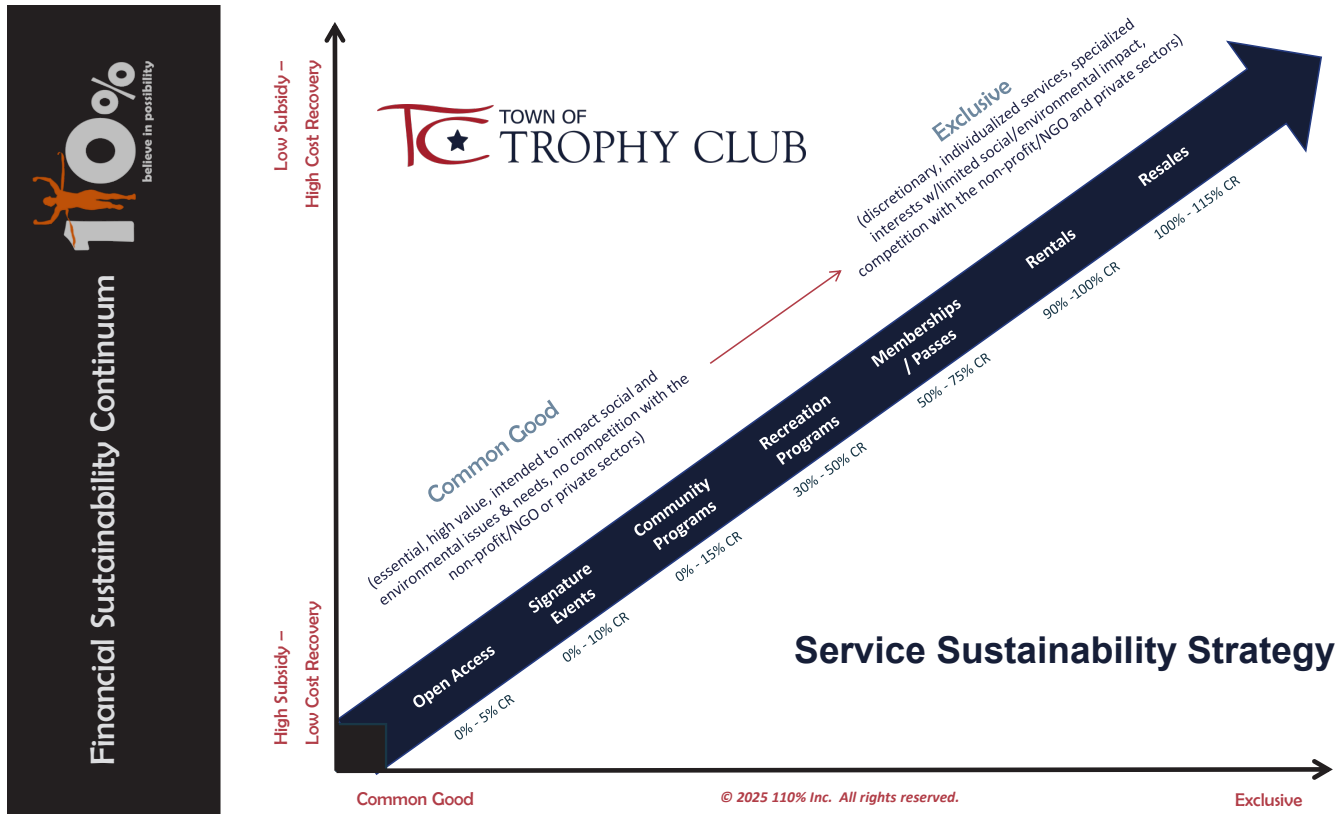 Financial Sustainability Continuum
110%
believe in possibility
Low Subsidy –
High Cost Recovery
TC
TOWN OF
TROPHY CLUB
Exclusive
(discretionary, individualized services, specialized
interests w/limited social/environmental impact,
competition with the non-profit/NGO and private sectors)
Common Good
(essential, high value, intended to impact social and
environmental issues & needs, no competition with the
non-profit/NGO or private sectors)
Open Access
0% - 5% CR
Signature
Events
0% - 10% CR
Community
Programs
0% - 15% CR
Recreation
Programs
30% - 50% CR
Memberships
/ Passes
50% - 75% CR
Rentals
90% -100% CR
Resales
100% - 115% CR
Service Sustainability Strategy
High Subsidy –
Low Cost Recovery
Common Good
© 2025 110% Inc. All rights reserved.
Exclusive